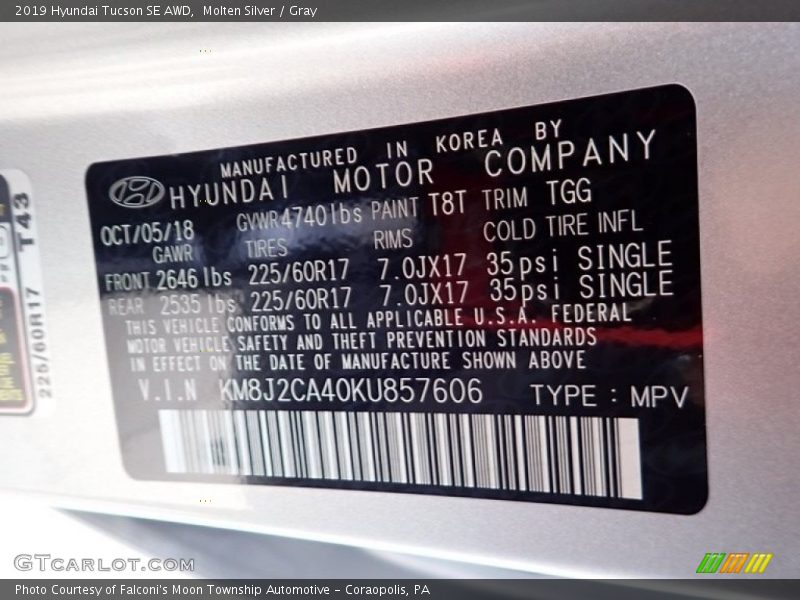 2019 Hyundai Tucson SE AWD,  Molten Silver / Gray
MANUFACTURED IN KOREA BY
HYUNDAI MOTOR COMPANY
OCT/05/18 GVWR 4740lbs PAINT T8T TRIM TGG
GAWR TIRES RIMS COLD TIRE INFL
FRONT 2646 lbs 225/60R17 7.0JX17 35psi SINGLE
REAR 2535 lbs 225/60R17 7.0JX17 35psi SINGLE
THIS VEHICLE CONFORMS TO ALL APPLICABLE U.S.A. FEDERAL
MOTOR VEHICLE SAFETY AND THEFT PREVENTION STANDARDS
IN EFFECT ON THE DATE OF MANUFACTURE SHOWN ABOVE
V.I.N KM8J2CA40KU857606 TYPE : MPV
T43
225/60R17
GTcarlot.com
Photo Courtesy of Falconi's Moon Township Automotive – Coraopolis, PA